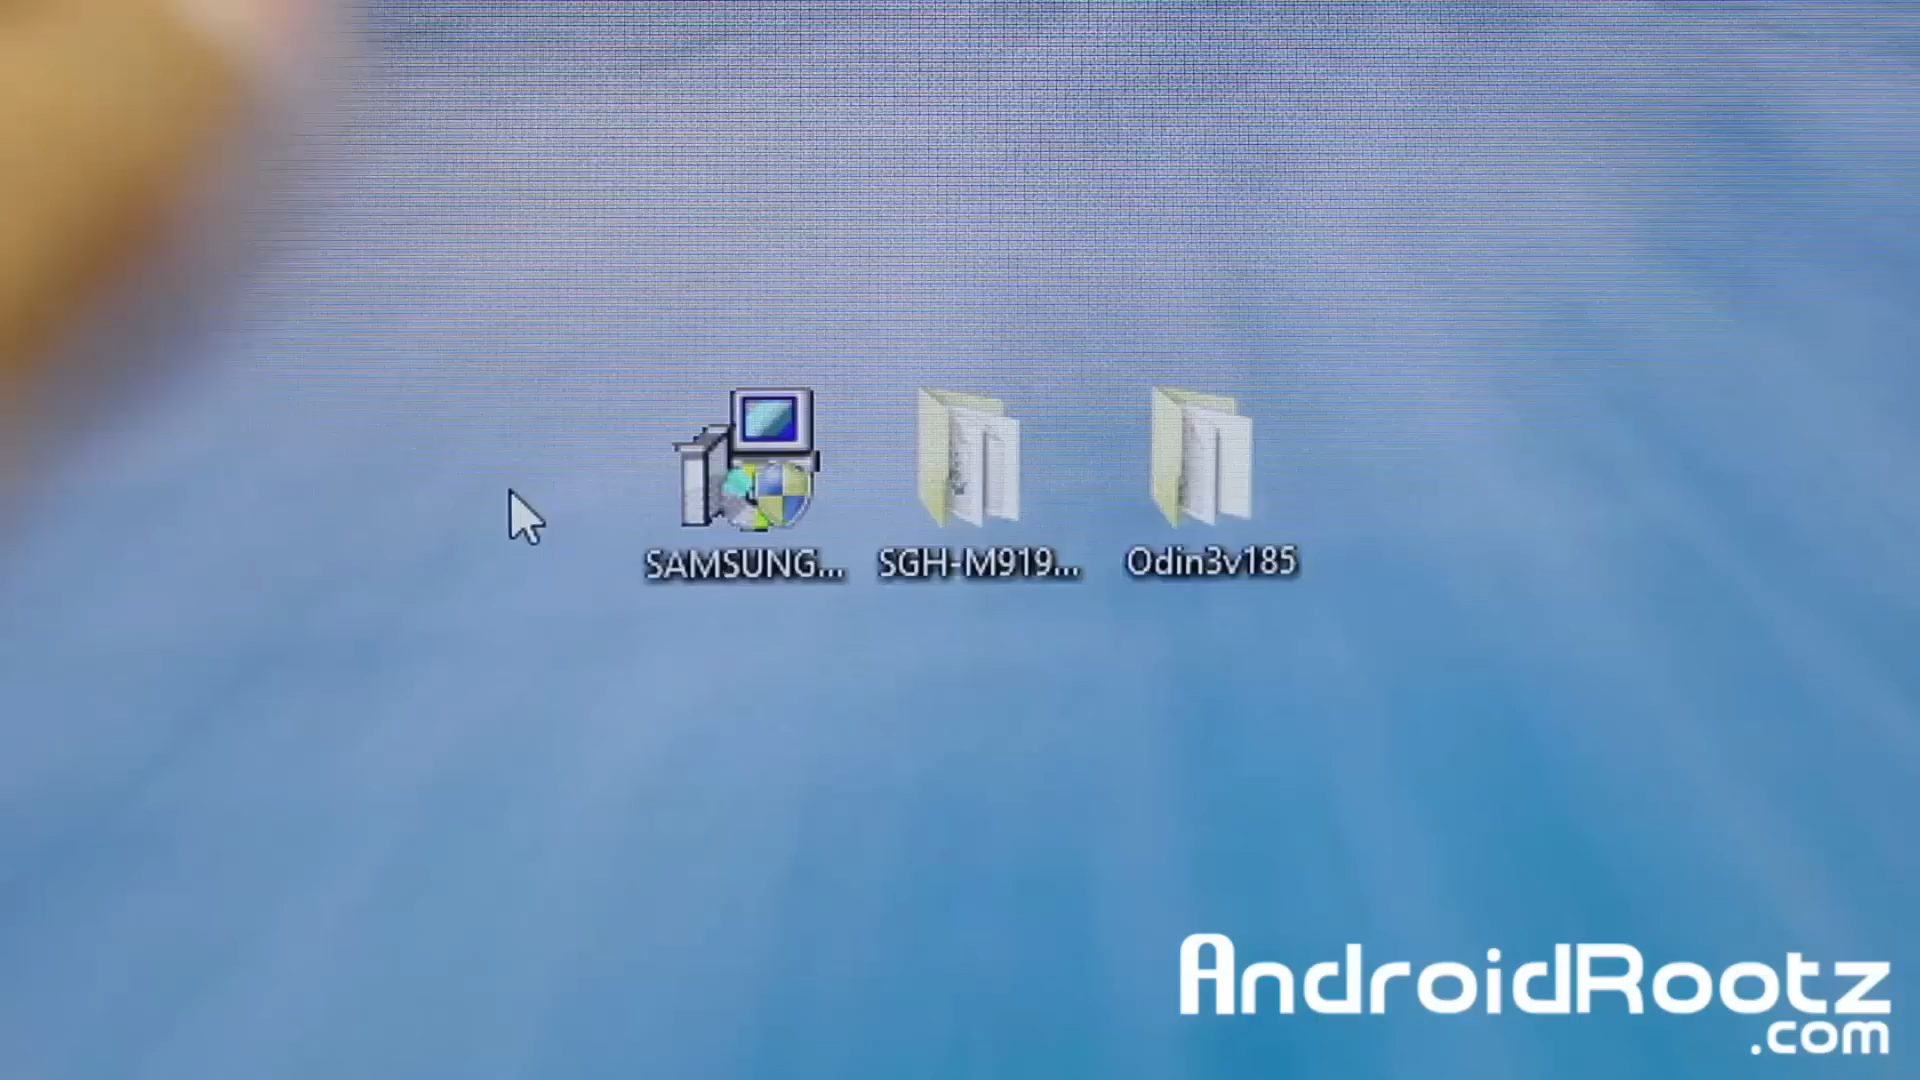 SAMSUNG...
SGH-M919...
Odin3v185
AndroidRootz
.com